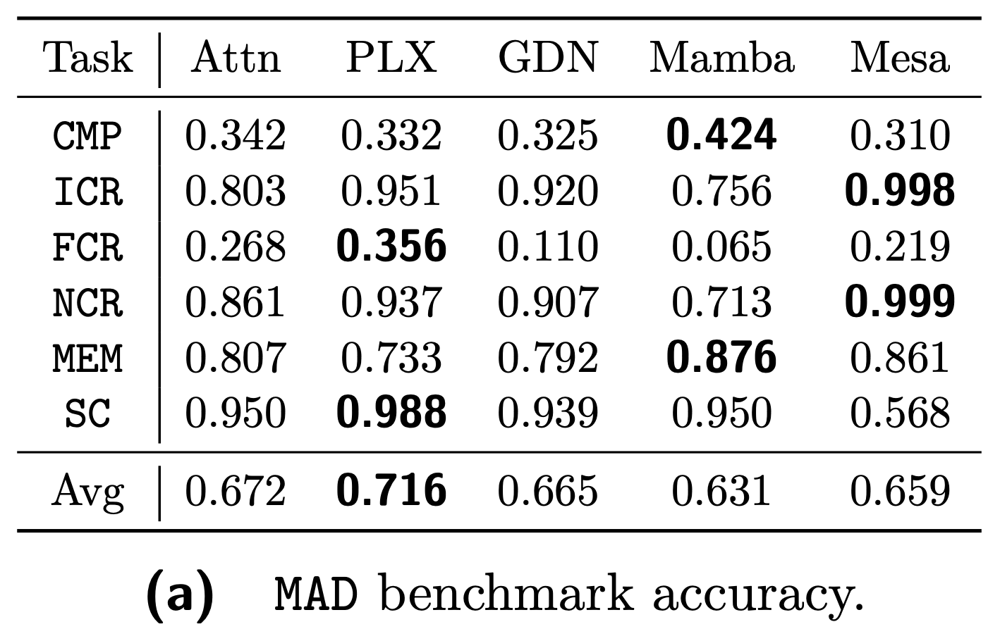 Task Attn PLX GDN Mamba Mesa
CMP 0.342 0.332 0.325 0.424 0.310
ICR 0.803 0.951 0.920 0.756 0.998
FCR 0.268 0.356 0.110 0.065 0.219
NCR 0.861 0.937 0.907 0.713 0.999
MEM 0.807 0.733 0.792 0.876 0.861
SC 0.950 0.988 0.939 0.950 0.568
Avg 0.672 0.716 0.665 0.631 0.659
(a) MAD benchmark accuracy.